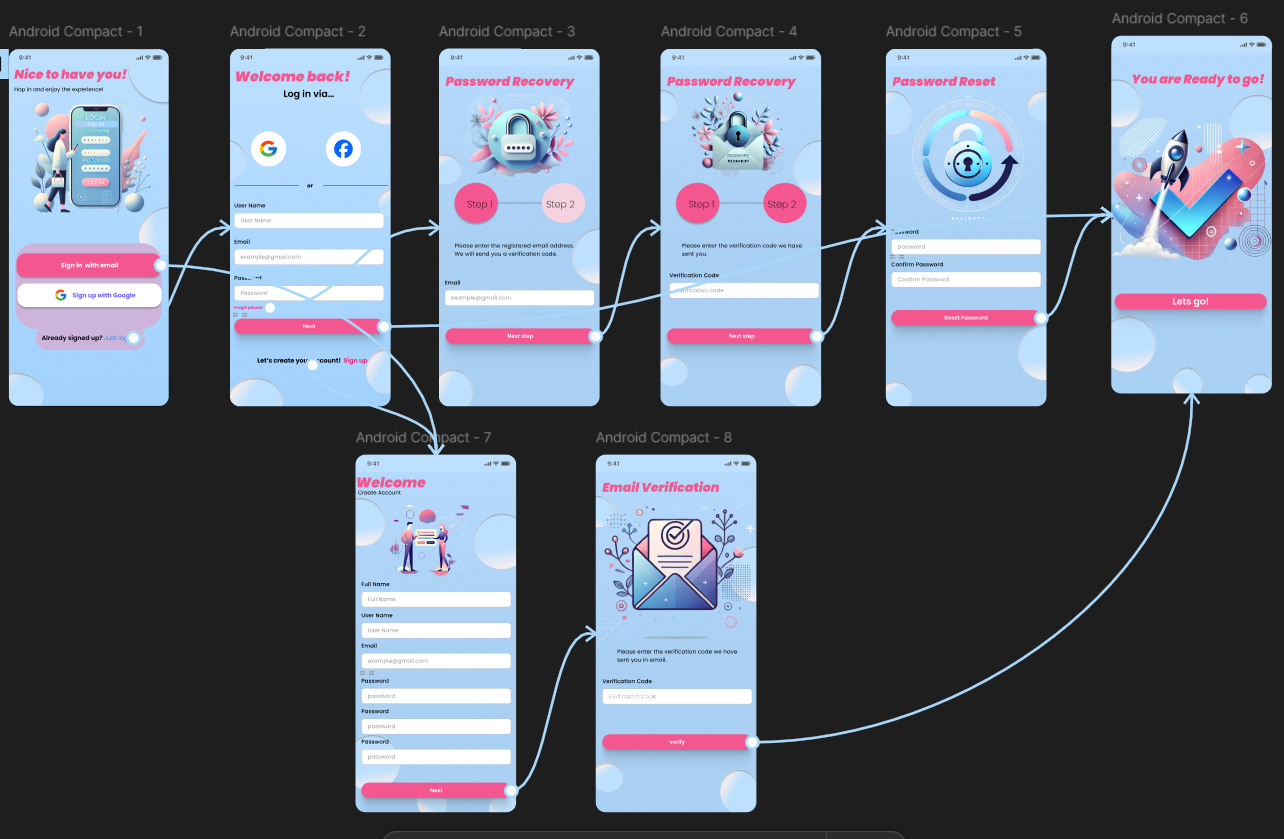 Android Compact - 1
9:41
Nice to have you!
Hop in and enjoy the experience!
LOGIN
Sign in
PASSWORD
LOGIN
Sign in with email
Sign up with Google
Already signed up? Just log
Android Compact - 2
9:41
Welcome back!
Log in via...
or
User Name
User Name
Email
example@gmail.com
Password
Next
Let's create your account! Sign up
Android Compact - 3
9:41
Password Recovery
Step 1
Step 2
Please enter the registered email address.
We will send you a verification code.
Email
example@gmail.com
Next step
Android Compact - 4
9:41
Password Recovery
PASSWORD
RECOVERY
Step 1
Step 2
Please enter the verification code we have
sent you.
Verification Code
verification code
Next step
Android Compact - 5
9:41
Password Reset
Password
password
Confirm Password
Confirm Password
Reset Password
Android Compact - 6
9:41
You are Ready to go!
Lets go!
Android Compact - 7
9:41
Welcome
Create Account
Full Name
Full Name
User Name
User Name
Email
example@gmail.com
Password
password
Password
password
Password
password
Next
Android Compact - 8
9:41
Email Verification
Please enter the verification code we have
sent you in email.
Verification Code
Verification Code
verify